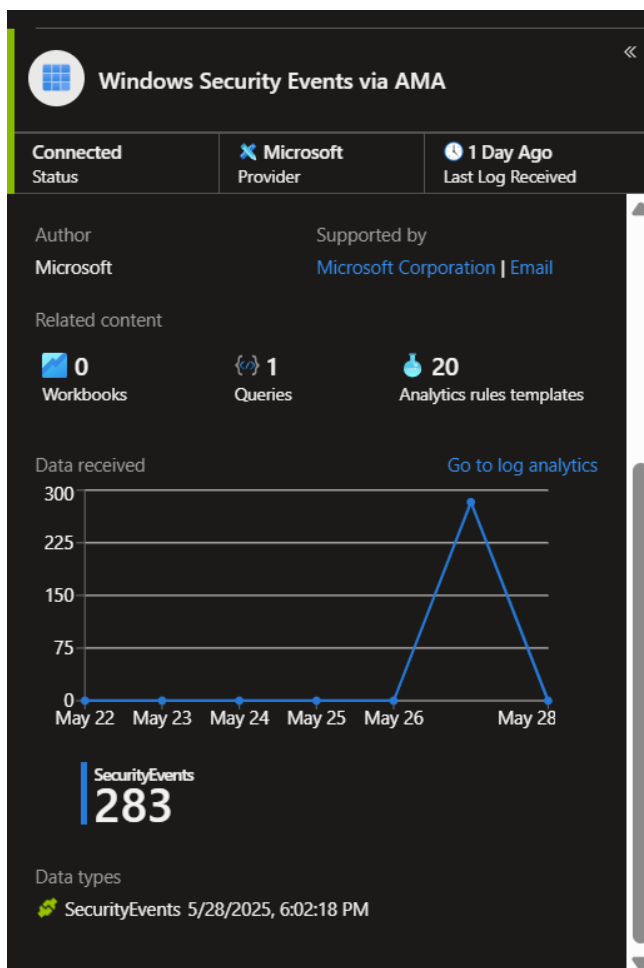 «
Windows Security Events via AMA
Connected
Status
Microsoft
Provider
1 Day Ago
Last Log Received
Author
Microsoft
Supported by
Microsoft Corporation | Email
Related content
0
Workbooks
1
Queries
20
Analytics rules templates
Data received
Go to log analytics
300
225
150
75
0
May 22 May 23 May 24 May 25 May 26 May 28
SecurityEvents
283
Data types
SecurityEvents 5/28/2025, 6:02:18 PM